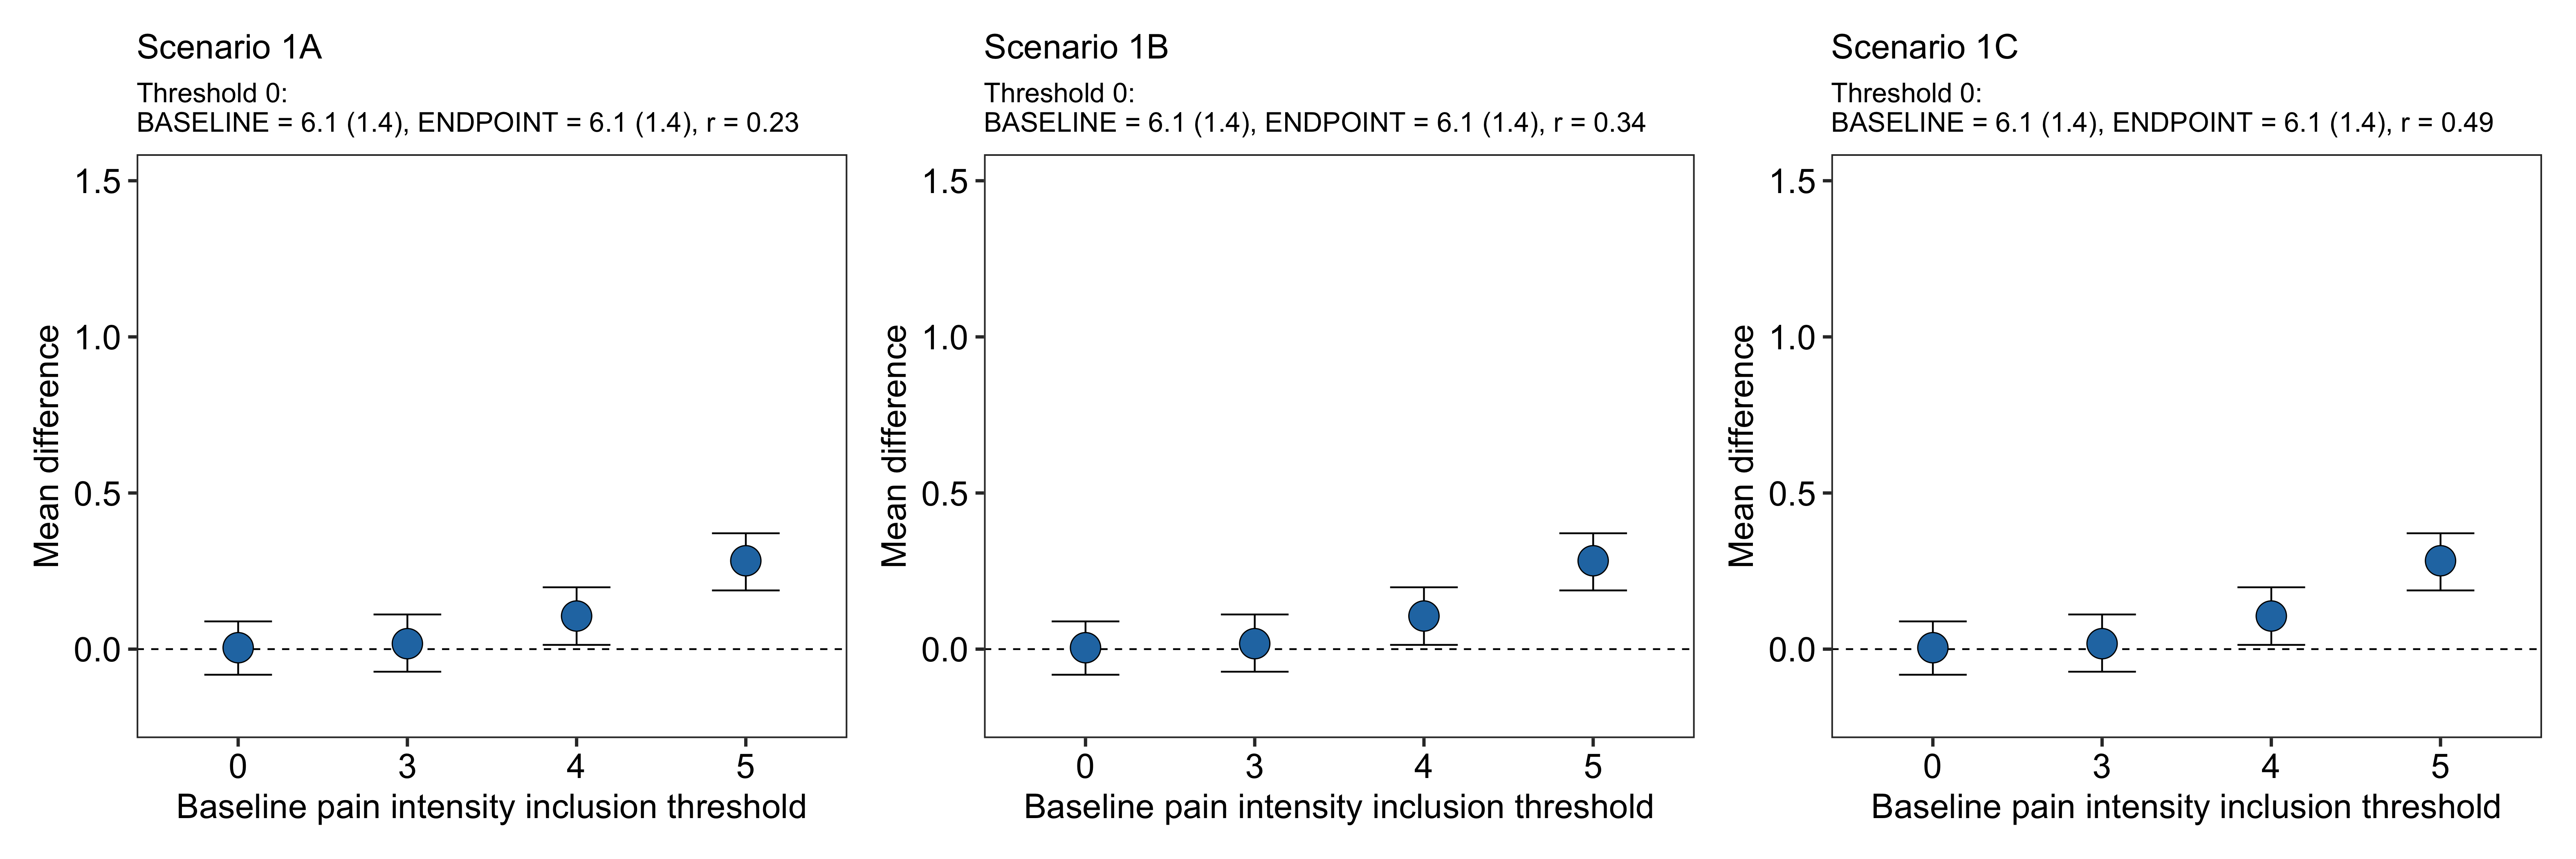 Scenario 1A
Threshold 0:
BASELINE = 6.1 (1.4), ENDPOINT = 6.1 (1.4), r = 0.23
1.5
1.0
0.5
0.0
Mean difference
0
3
4
5
Baseline pain intensity inclusion threshold
Scenario 1B
Threshold 0:
BASELINE = 6.1 (1.4), ENDPOINT = 6.1 (1.4), r = 0.34
1.5
1.0
0.5
0.0
Mean difference
0
3
4
5
Baseline pain intensity inclusion threshold
Scenario 1C
Threshold 0:
BASELINE = 6.1 (1.4), ENDPOINT = 6.1 (1.4), r = 0.49
1.5
1.0
0.5
0.0
Mean difference
0
3
4
5
Baseline pain intensity inclusion threshold